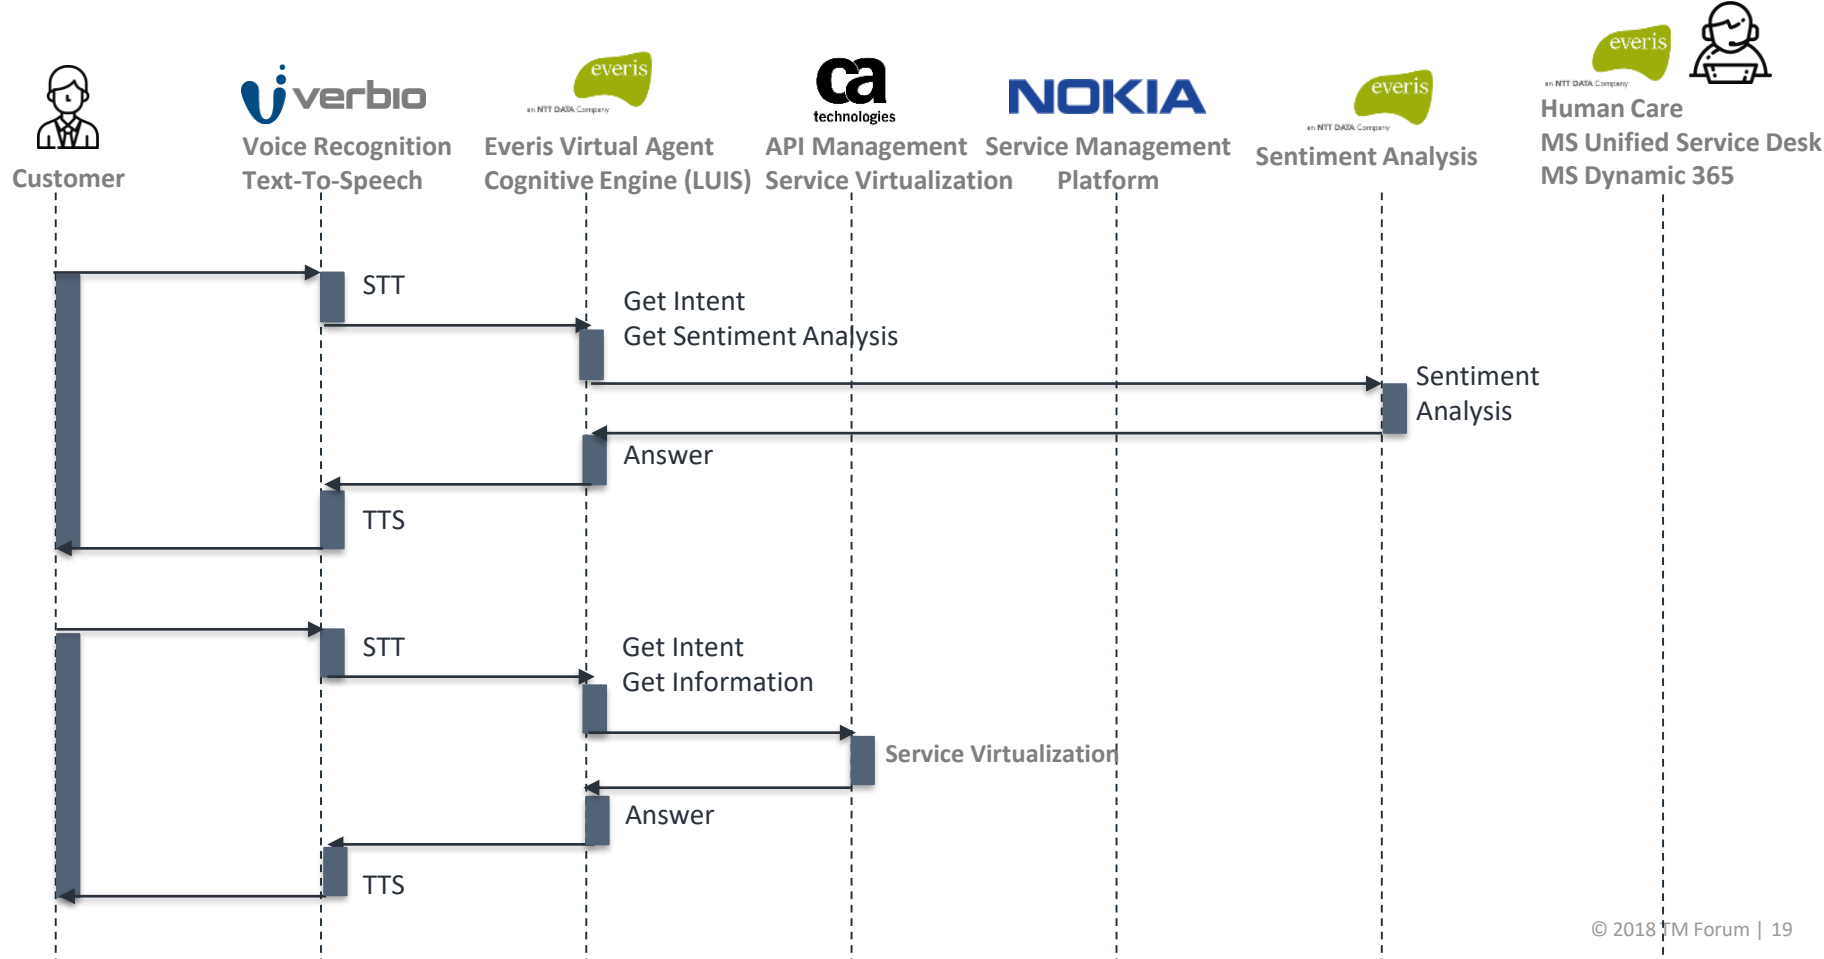 everis
an NTT DATA Company
Human Care
MS Unified Service Desk
MS Dynamic 365
Customer
verbio
Voice Recognition
Text-To-Speech
everis
an NTT DATA Company
Everis Virtual Agent
Cognitive Engine (LUIS)
ca
technologies
API Management
Service Virtualization
NOKIA
Service Management
Platform
everis
an NTT DATA Company
Sentiment Analysis
STT
Get Intent
Get Sentiment Analysis
Sentiment
Analysis
Answer
TTS
STT
Get Intent
Get Information
Service Virtualization
Answer
TTS
© 2018 TM Forum | 19